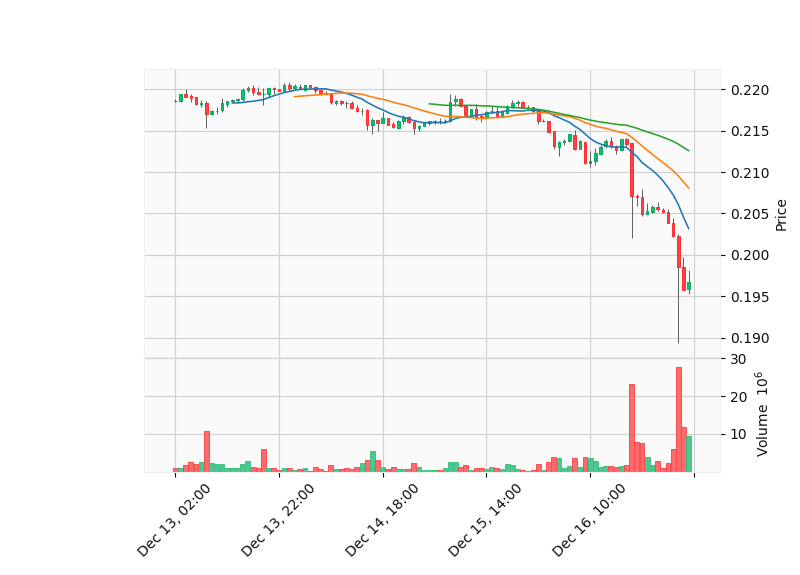 0.220
0.215
0.210
0.205
0.200
0.195
0.190
Price
30
20
10
Volume 10^6
Dec 13, 02:00
Dec 13, 22:00
Dec 14, 18:00
Dec 15, 14:00
Dec 16, 10:00